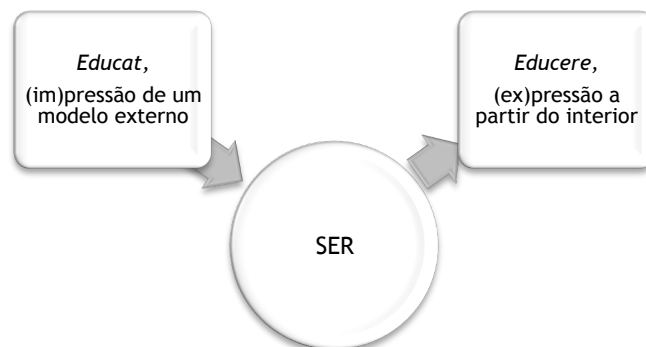 Educat,
(im)pressão de um
modelo externo
Educere,
(ex)pressão a
partir do interior
SER